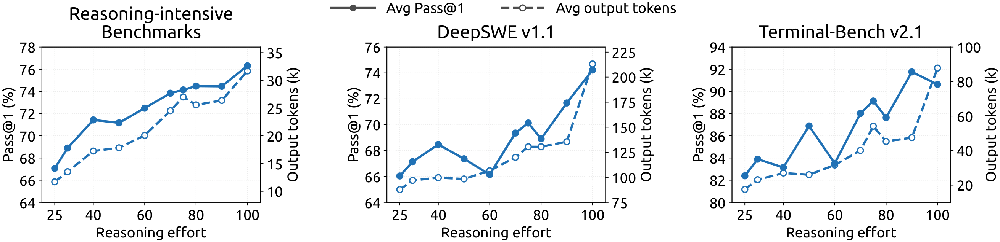 Avg Pass@1
Avg output tokens
Reasoning-intensive
Benchmarks
78
76
74
72
70
68
66
64
Pass@1 (%)
35
30
25
20
15
10
Output tokens (k)
25 40 60 80 100
Reasoning effort
DeepSWE v1.1
76
74
72
70
68
66
64
Pass@1 (%)
225
200
175
150
125
100
75
Output tokens (k)
25 40 60 80 100
Reasoning effort
Terminal-Bench v2.1
94
92
90
88
86
84
82
80
Pass@1 (%)
100
80
60
40
20
Output tokens (k)
25 40 60 80 100
Reasoning effort